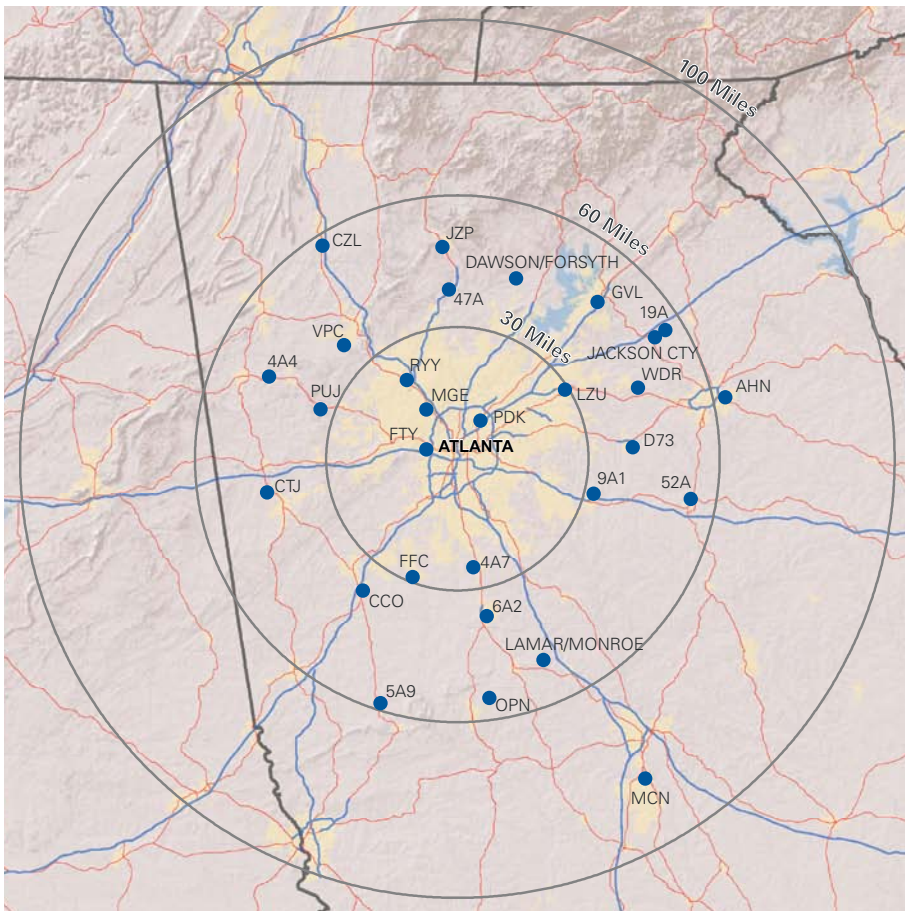 100 Miles
60 Miles
CZL
JZP
DAWSON/FORSYTH
47A
GVL
30 Miles
19A
VPC
JACKSON CTY
4A4
RYY
WDR
PUJ
MGE
LZU
AHN
PDK
FTY
ATLANTA
D73
CTJ
9A1
52A
FFC
4A7
CCO
6A2
LAMAR/MONROE
5A9
OPN
MCN